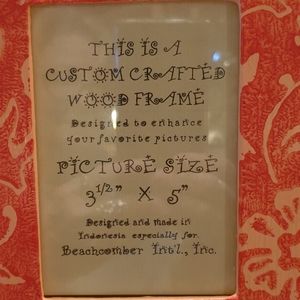 THIS IS A
CUSTOM CRAFTED
WOOD FRAME
Designed to enhance
your favorite pictures
PICTURE SIZE
3 1/2" X 5"
Designed and made in
Indonesia especially for
Beachcomber Int'l., Inc.